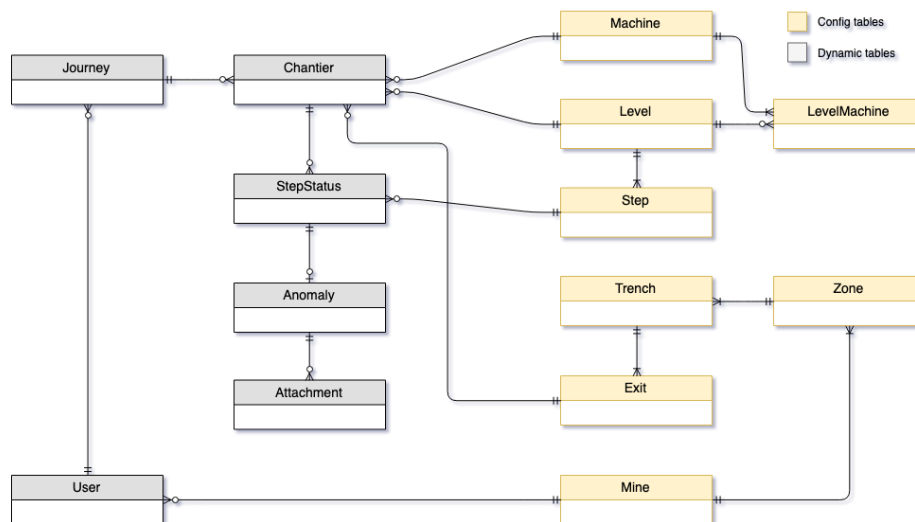 Machine
Config tables
Dynamic tables
Journey
Chantier
Level
LevelMachine
StepStatus
Step
Anomaly
Trench
Zone
Attachment
Exit
User
Mine